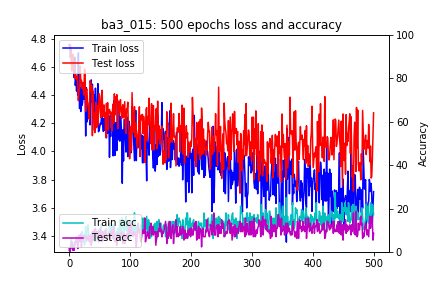 ba3_015: 500 epochs loss and accuracy
4.8
4.6
4.4
4.2
4.0
3.8
3.6
3.4
Loss
Train loss
Test loss
Train acc
Test acc
100
80
60
40
20
0
Accuracy
0 100 200 300 400 500